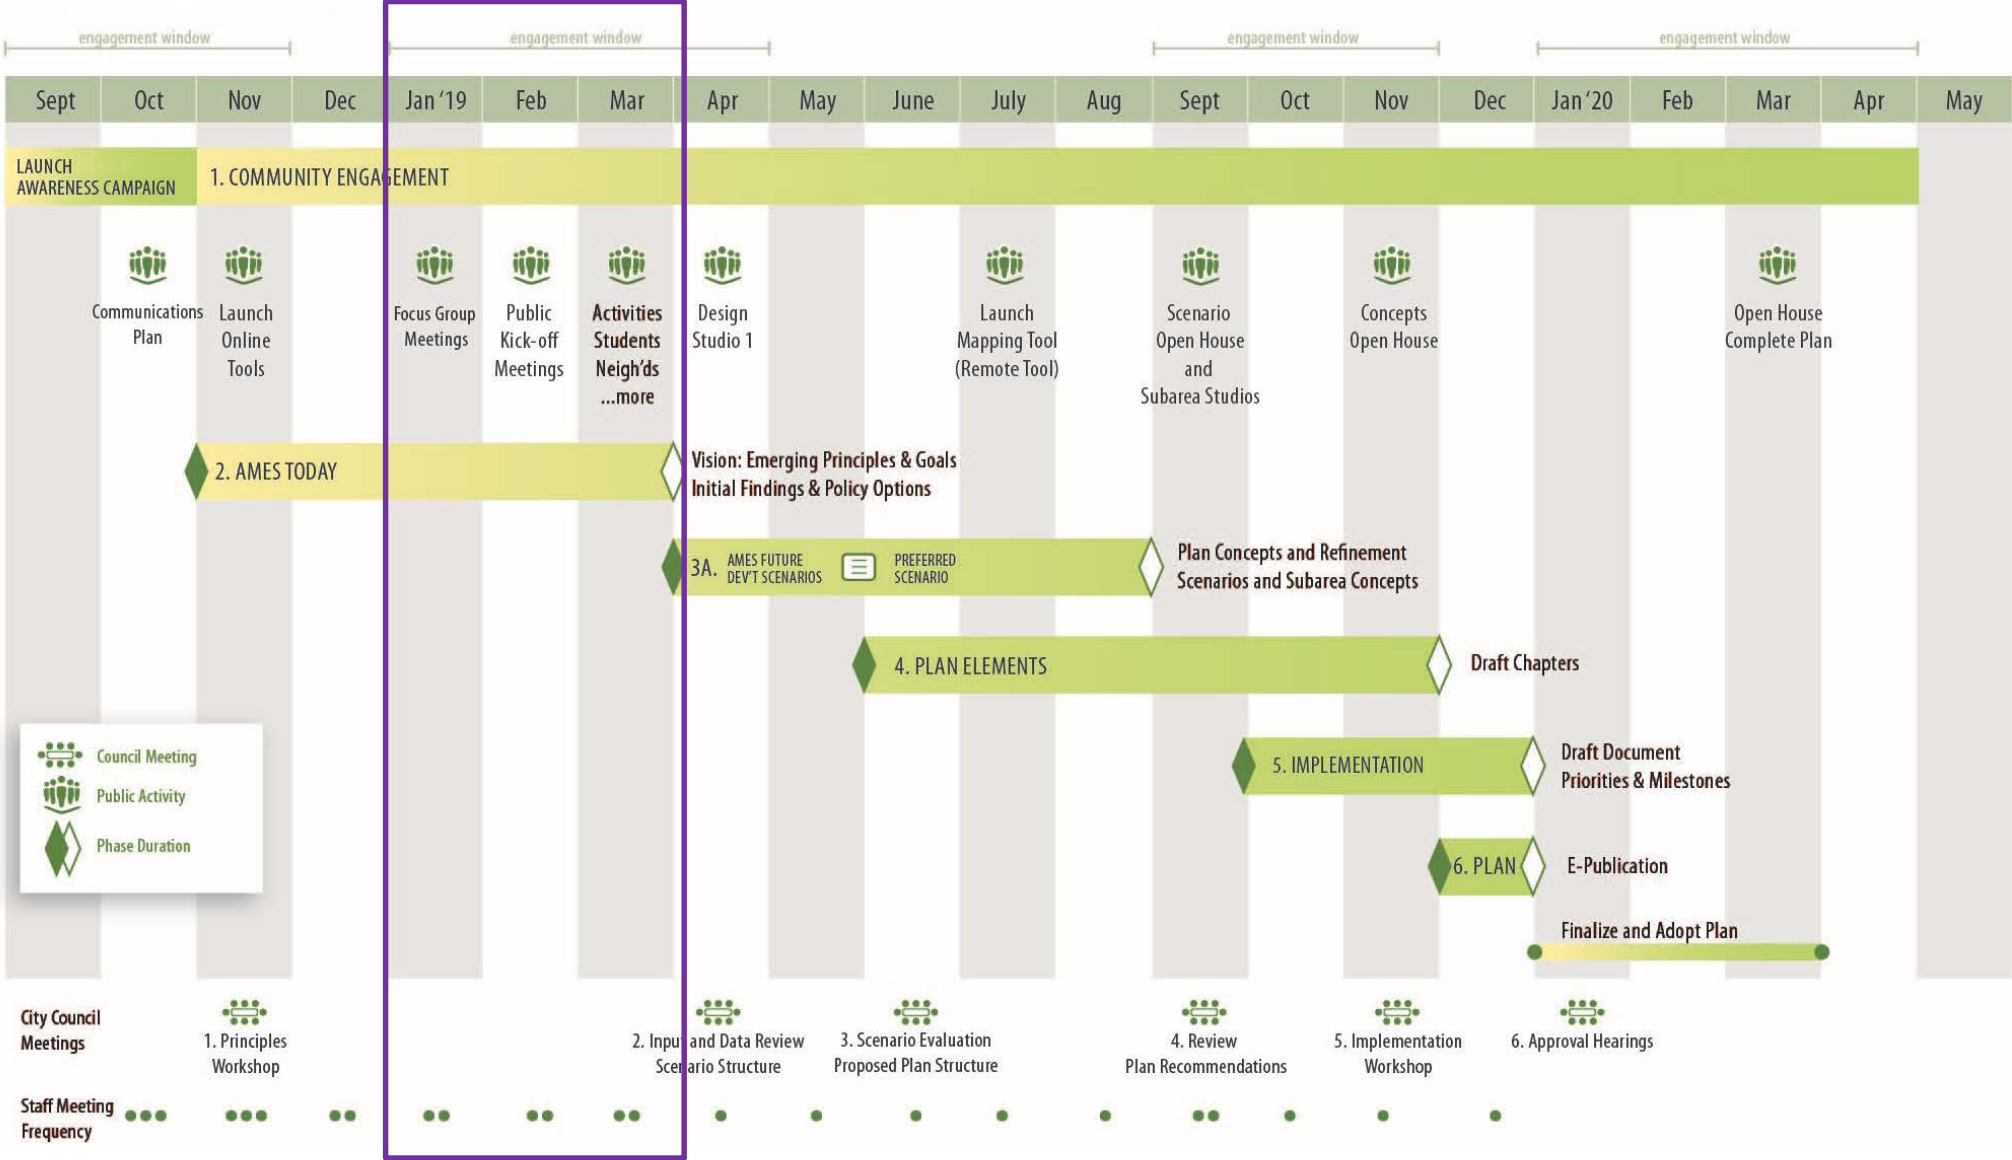 engagement window engagement window engagement window engagement window
Sept Oct Nov Dec Jan ‘19 Feb Mar Apr May June July Aug Sept Oct Nov Dec Jan ‘20 Feb Mar Apr May
LAUNCH
AWARENESS CAMPAIGN
1. COMMUNITY ENGAGEMENT
Communications
Plan
Launch
Online
Tools
Focus Group
Meetings
Public
Kick-off
Meetings
Activities
Students
Neigh’ds
...more
Design
Studio 1
Launch
Mapping Tool
(Remote Tool)
Scenario
Open House
and
Subarea Studios
Concepts
Open House
Open House
Complete Plan
2. AMES TODAY
Vision: Emerging Principles & Goals
Initial Findings & Policy Options
3A.
AMES FUTURE
DEV’T SCENARIOS
PREFERRED
SCENARIO
Plan Concepts and Refinement
Scenarios and Subarea Concepts
4. PLAN ELEMENTS
Draft Chapters
Council Meeting
Public Activity
Phase Duration
5. IMPLEMENTATION
Draft Document
Priorities & Milestones
6. PLAN
E-Publication
Finalize and Adopt Plan
City Council
Meetings
1. Principles
Workshop
2. Input and Data Review
Scenario Structure
3. Scenario Evaluation
Proposed Plan Structure
4. Review
Plan Recommendations
5. Implementation
Workshop
6. Approval Hearings
Staff Meeting
Frequency